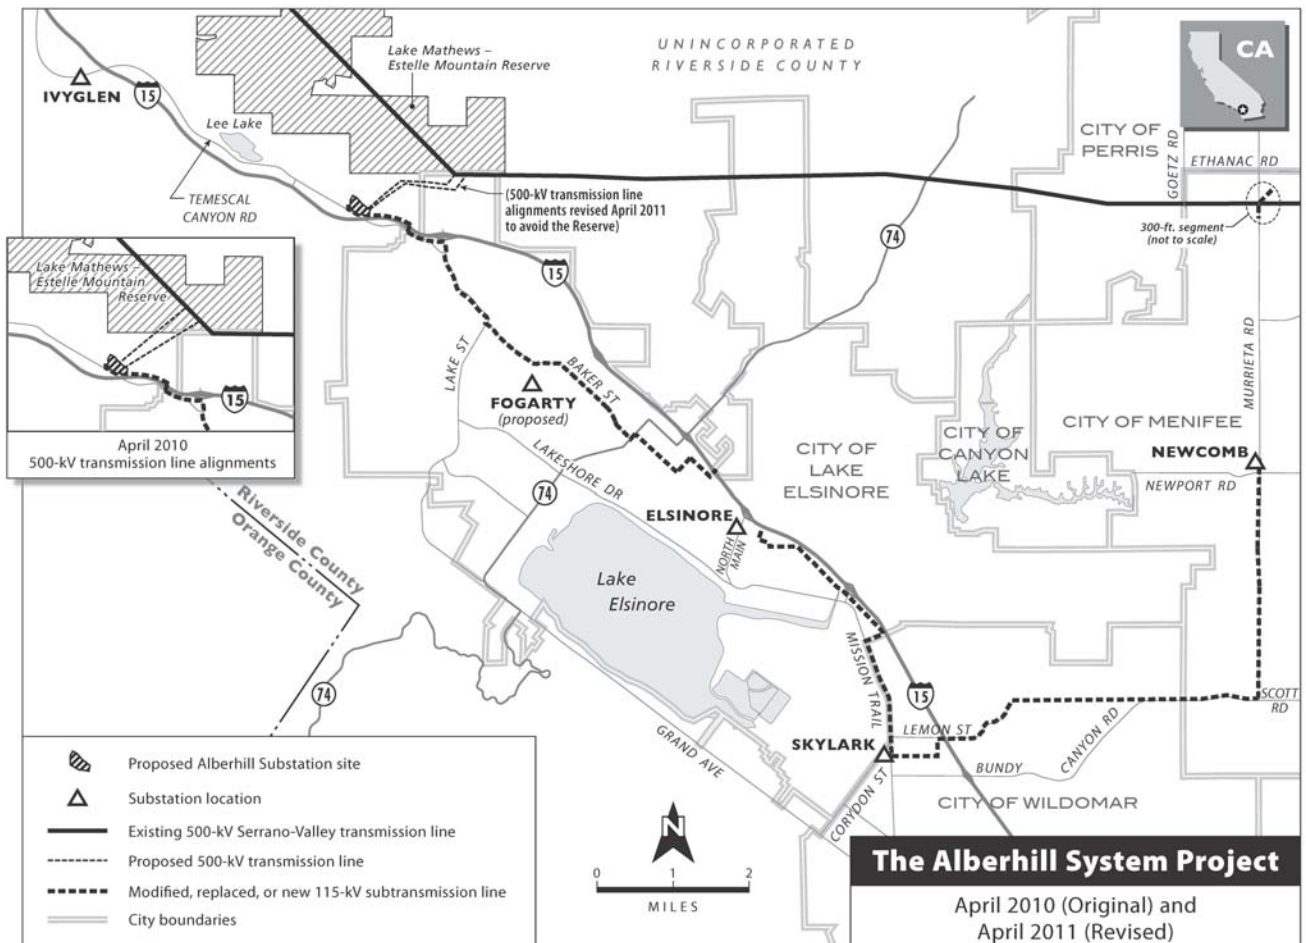 UNINCORPORATED
RIVERSIDE COUNTY
CA
Lake Mathews –
Estelle Mountain Reserve
IVYGLEN
15
Lee Lake
CITY OF
PERRIS
GOETZ RD
ETHANAC RD
TEMESCAL
CANYON RD
(500-kV transmission line
alignments revised April 2011
to avoid the Reserve)
300-ft. segment
(not to scale)
74
15
Lake Mathews –
Estelle Mountain
Reserve
15
April 2010
500-kV transmission line alignments
LAKE ST
BAKER ST
FOGARTY
(proposed)
MURRIETA RD
CITY OF MENIFEE
CITY OF
CANYON
LAKE
CITY OF
LAKE
ELSINORE
NEWCOMB
NEWPORT RD
LAKESHORE DR
74
ELSINORE
NORTH
MAIN
Riverside County
Orange County
Lake
Elsinore
MISSION TRAIL
74
15
SCOTT
RD
LEMON ST
CANYON RD
SKYLARK
BUNDY
GRAND AVE
CORYDON ST
CITY OF WILDOMAR
Proposed Alberhill Substation site
Substation location
Existing 500-kV Serrano-Valley transmission line
Proposed 500-kV transmission line
Modified, replaced, or new 115-kV subtransmission line
City boundaries
N
0 1 2
MILES
The Alberhill System Project
April 2010 (Original) and
April 2011 (Revised)